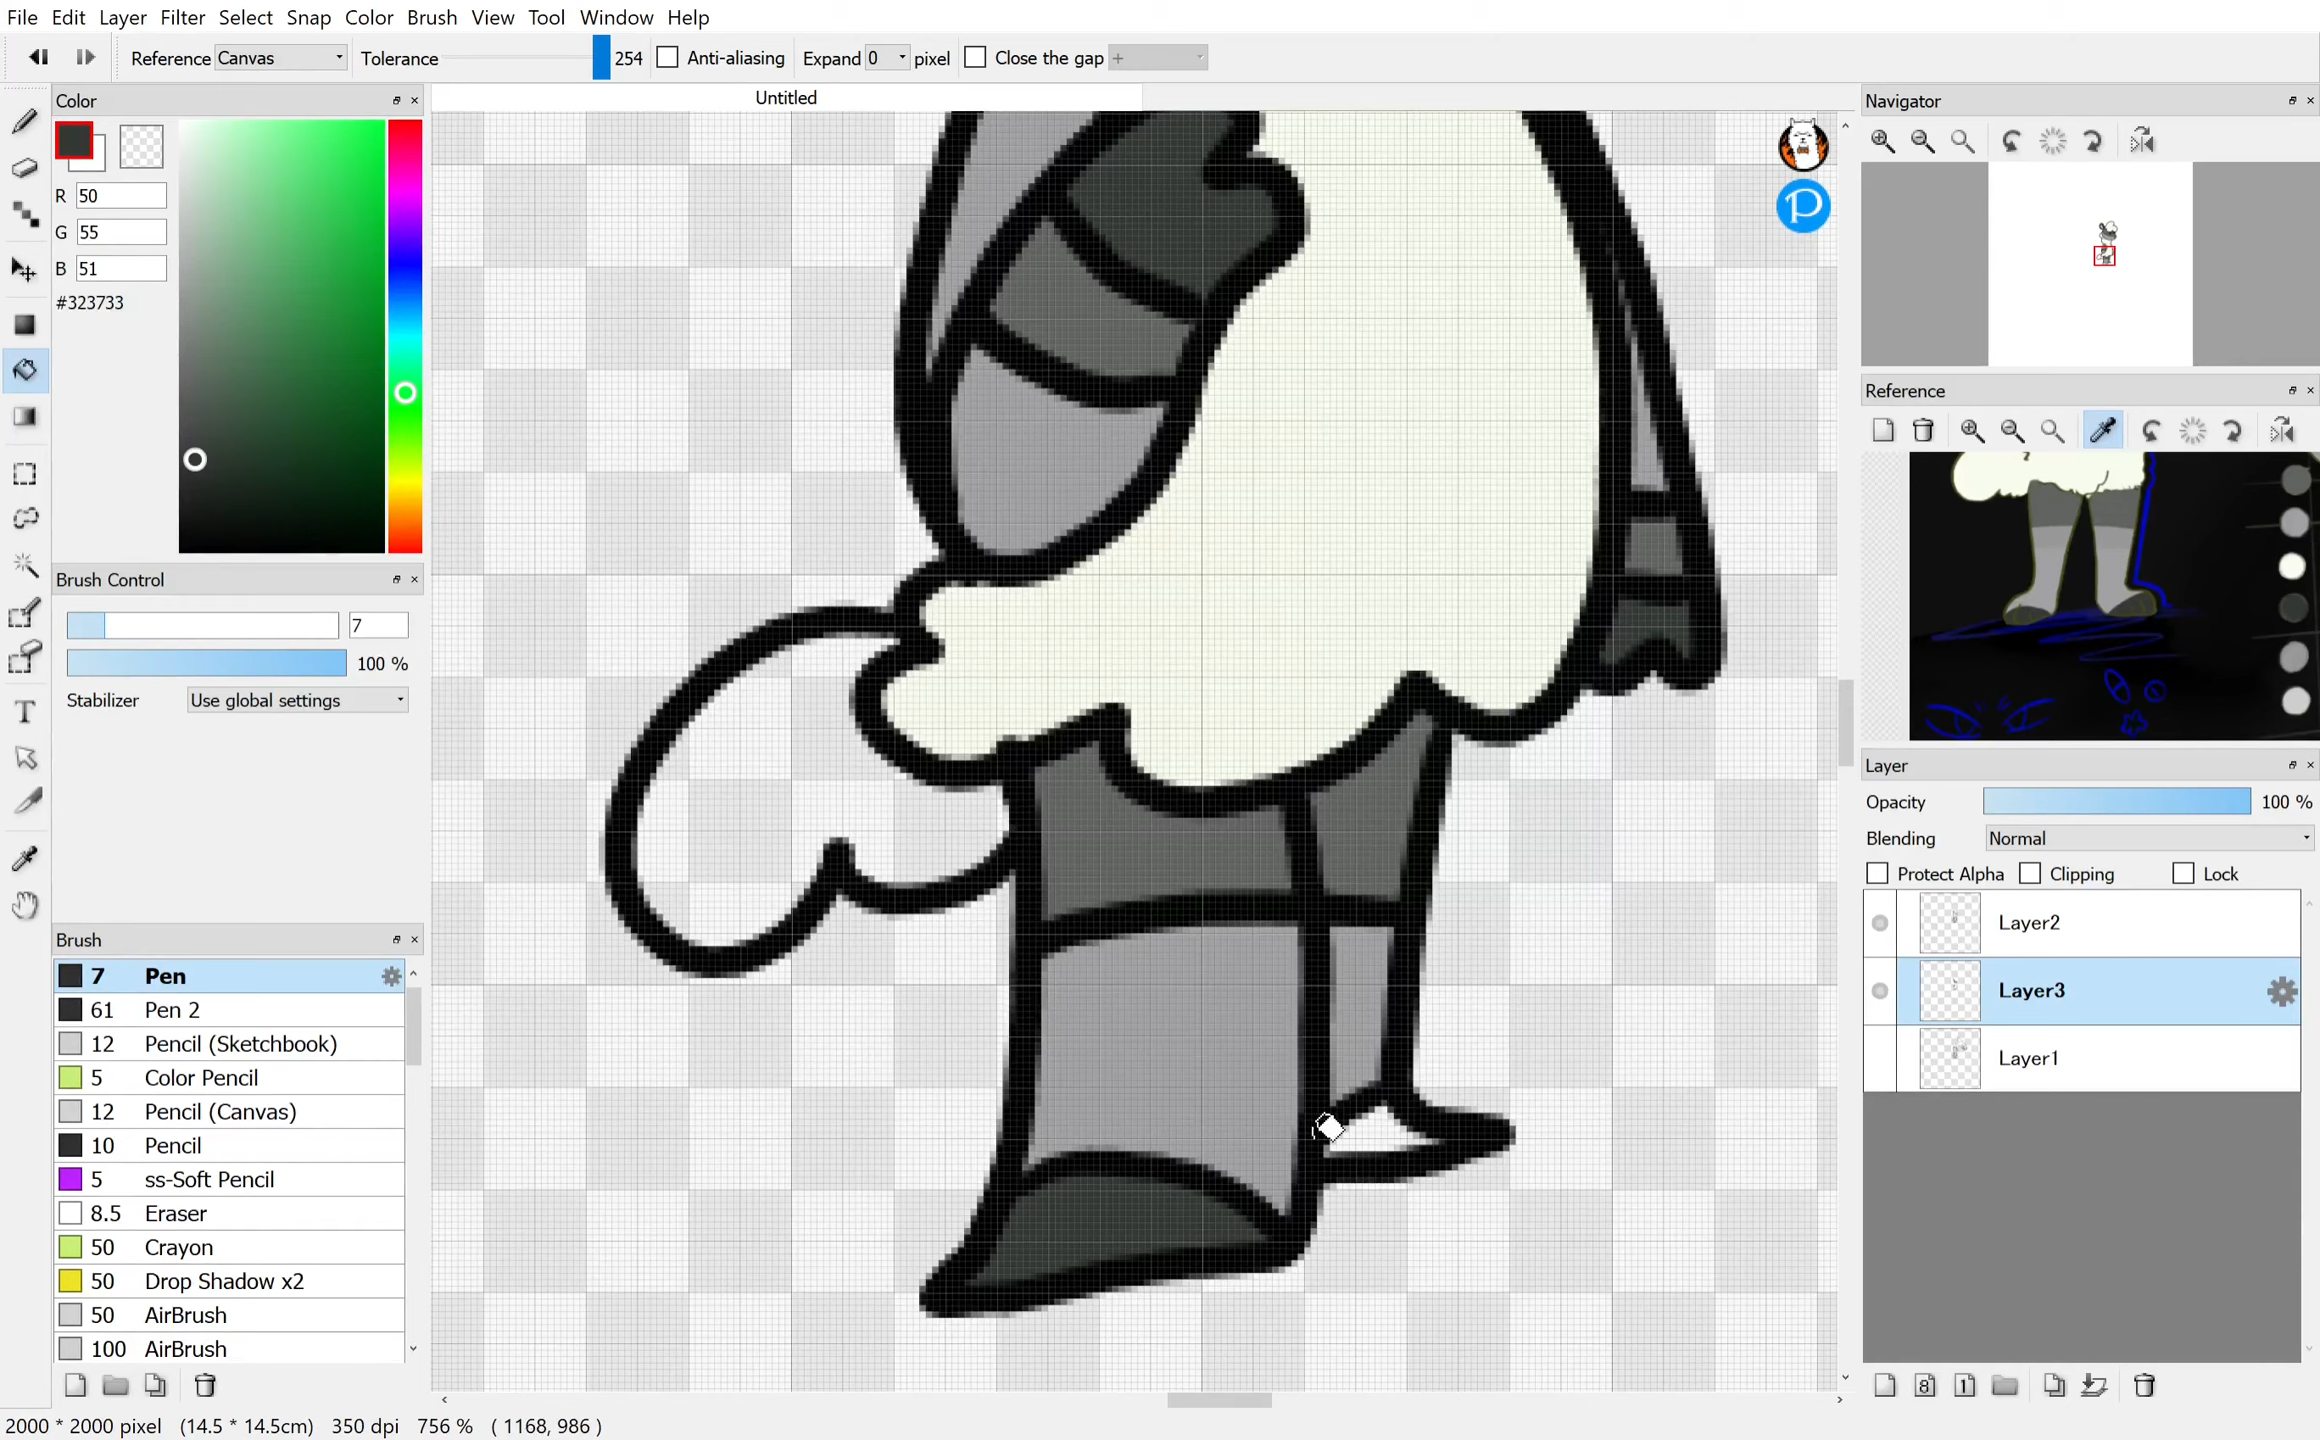 File Edit Layer Filter Select Snap Color Brush View Tool Window Help
Reference Canvas Tolerance 254 Anti-aliasing Expand 0 pixel Close the gap +
Color
Untitled
Navigator
R 50
G 55
B 51
#323733
Reference
Brush Control
7
100 %
Stabilizer Use global settings
Layer
Opacity 100 %
Blending Normal
Protect Alpha Clipping Lock
Layer2
Layer3
Layer1
Brush
7 Pen
61 Pen 2
12 Pencil (Sketchbook)
5 Color Pencil
12 Pencil (Canvas)
10 Pencil
5 ss-Soft Pencil
8.5 Eraser
50 Crayon
50 Drop Shadow x2
50 AirBrush
100 AirBrush
8 1
T
P
2000 * 2000 pixel (14.5 * 14.5cm) 350 dpi 756 % ( 1168, 986 )